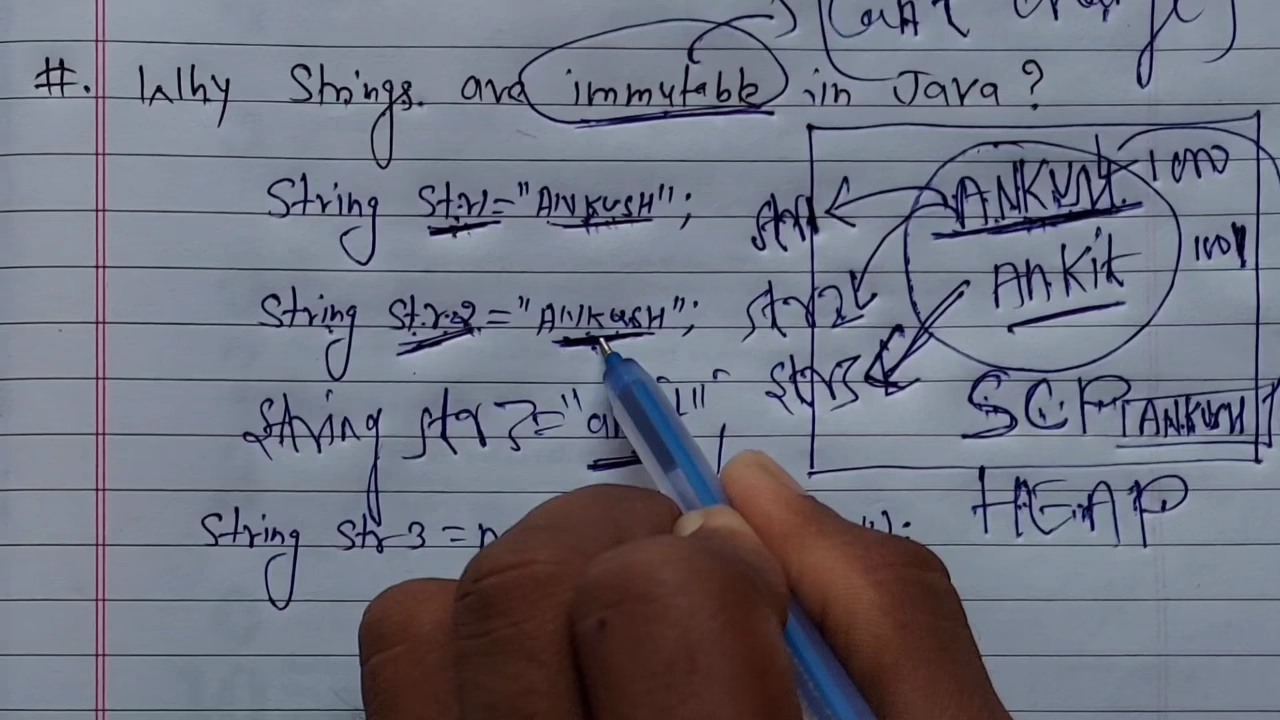 #. Why Strings are immutable in Java?
String str1="ANKUSH";
str1
ANKUSH 1000
Ankit 1001
String str2="ANKUSH";
str2
String str3="
str3
SCP ANKUSH
String str3=n
");
HEAP